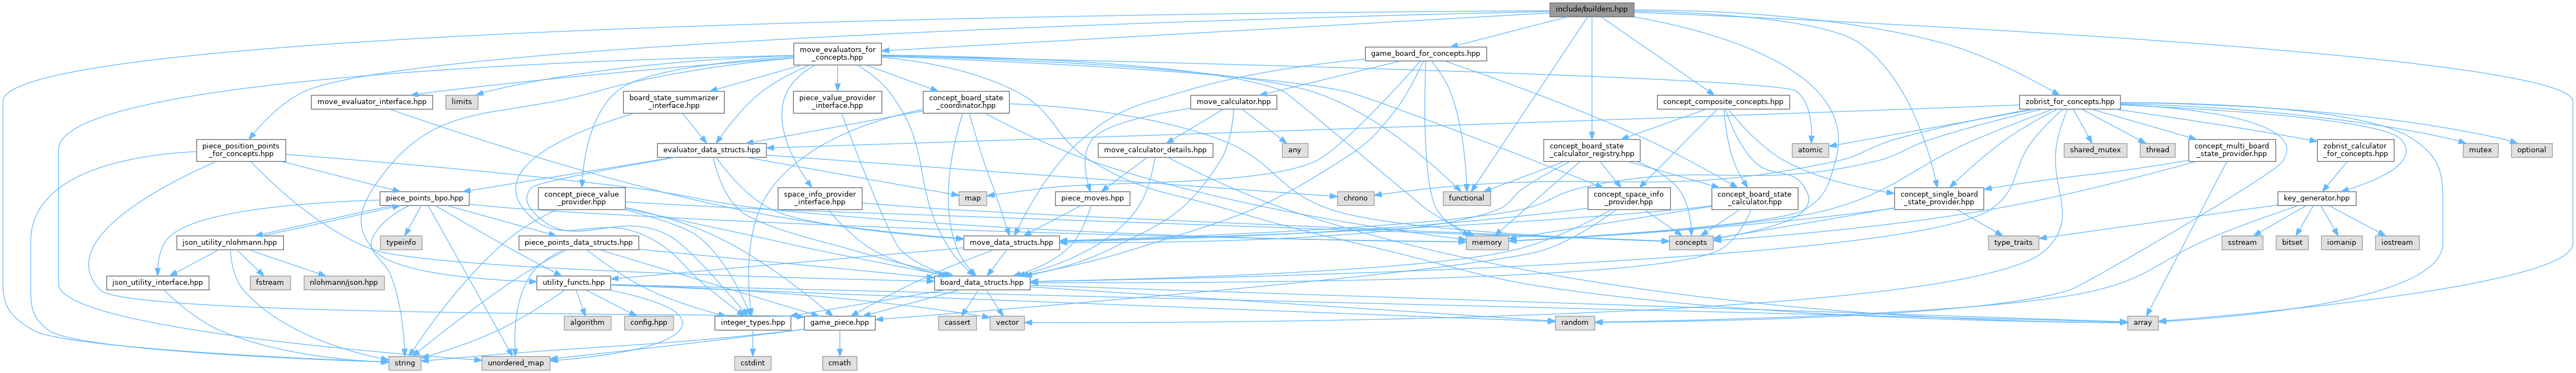 include/builders.hpp
move_evaluators_for
_concepts.hpp
game_board_for_concepts.hpp
move_evaluator_interface.hpp
limits
board_state_summarizer
_interface.hpp
piece_value_provider
_interface.hpp
concept_board_state
_coordinator.hpp
move_calculator.hpp
concept_composite_concepts.hpp
zobrist_for_concepts.hpp
piece_position_points
_for_concepts.hpp
evaluator_data_structs.hpp
move_calculator_details.hpp
any
concept_board_state
_calculator_registry.hpp
atomic
shared_mutex
thread
concept_multi_board
_state_provider.hpp
zobrist_calculator
_for_concepts.hpp
mutex
optional
piece_points_bpo.hpp
concept_piece_value
_provider.hpp
space_info_provider
_interface.hpp
map
piece_moves.hpp
chrono
functional
concept_space_info
_provider.hpp
concept_board_state
_calculator.hpp
concept_single_board
_state_provider.hpp
key_generator.hpp
json_utility_nlohmann.hpp
typeinfo
piece_points_data_structs.hpp
move_data_structs.hpp
memory
concepts
type_traits
sstream
bitset
iomanip
iostream
json_utility_interface.hpp
fstream
nlohmann/json.hpp
utility_functs.hpp
board_data_structs.hpp
algorithm
config.hpp
integer_types.hpp
game_piece.hpp
cassert
vector
random
array
string
unordered_map
cstdint
cmath